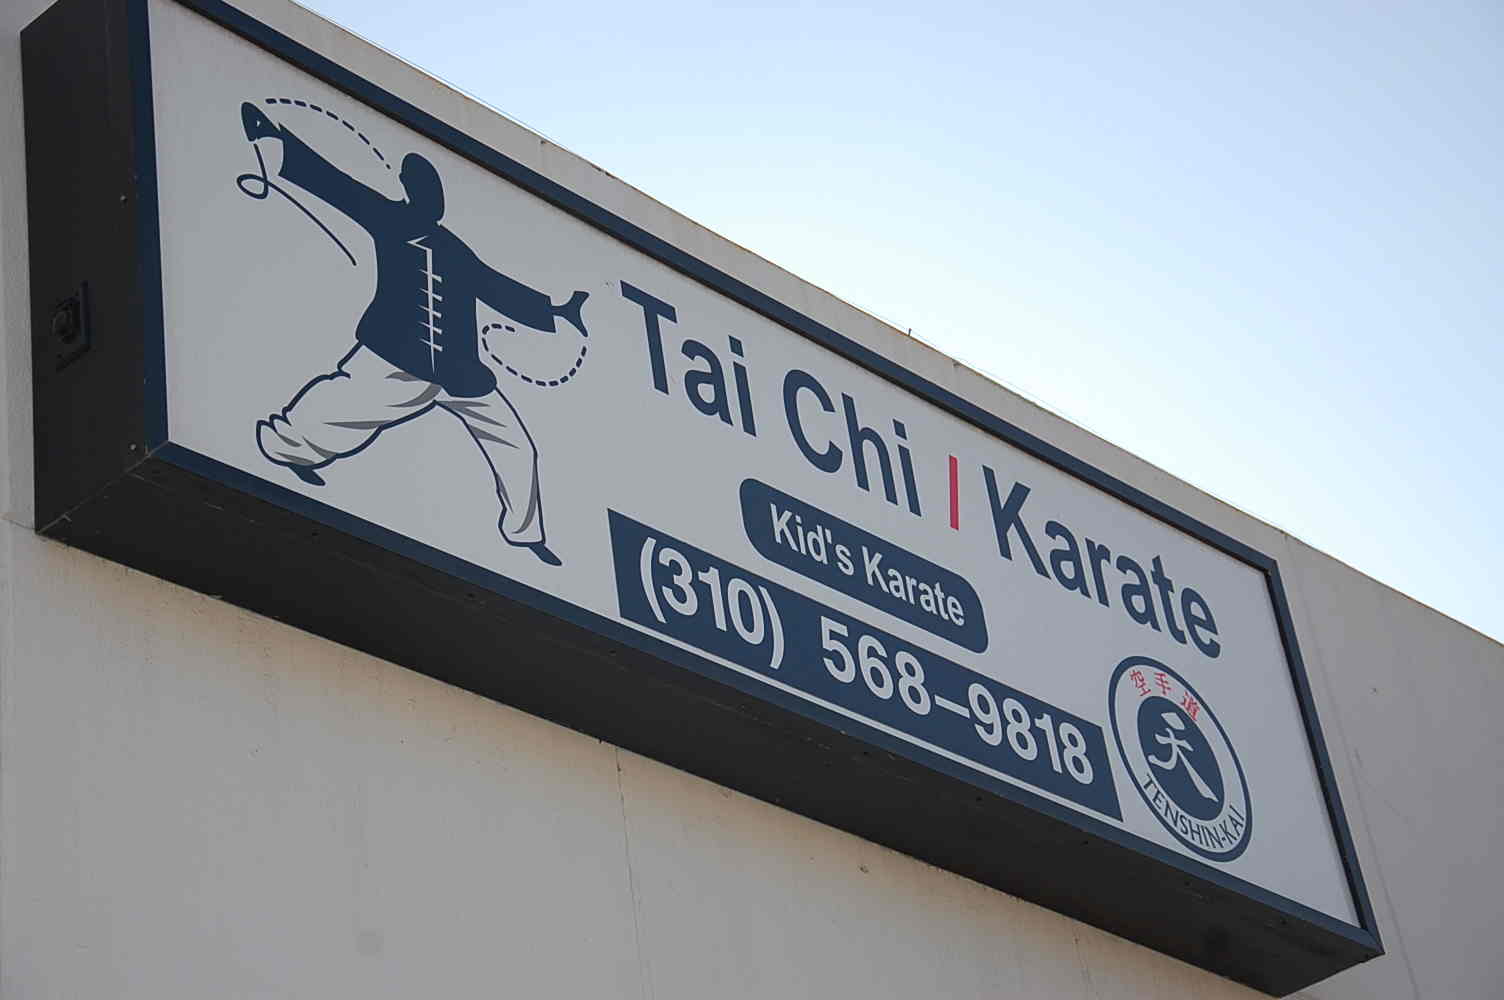 Tai Chi | Karate
Kid's Karate
(310) 568–9818
空手道
天
TENSHIN-KAI